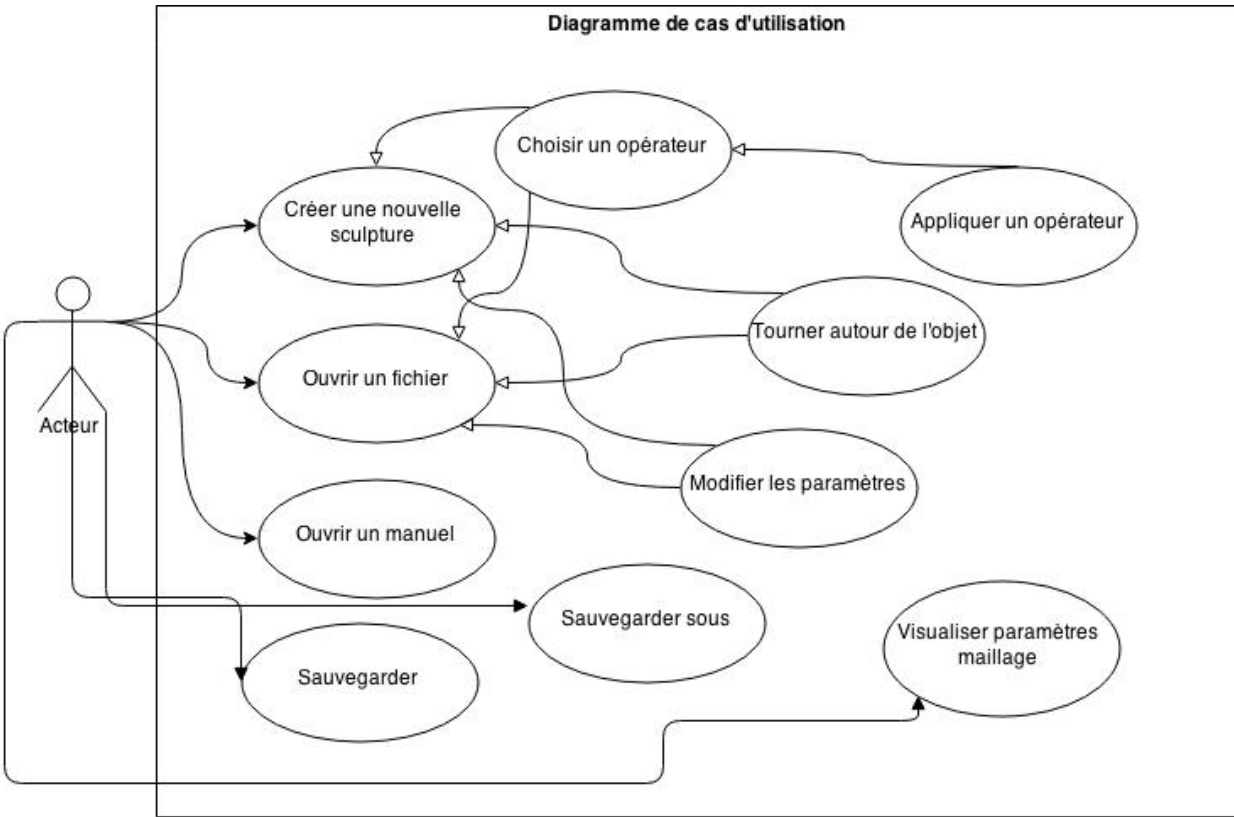 Diagramme de cas d'utilisation
Choisir un opérateur
Créer une nouvelle
sculpture
Appliquer un opérateur
Tourner autour de l'objet
Ouvrir un fichier
Acteur
Modifier les paramètres
Ouvrir un manuel
Sauvegarder sous
Visualiser paramètres
maillage
Sauvegarder